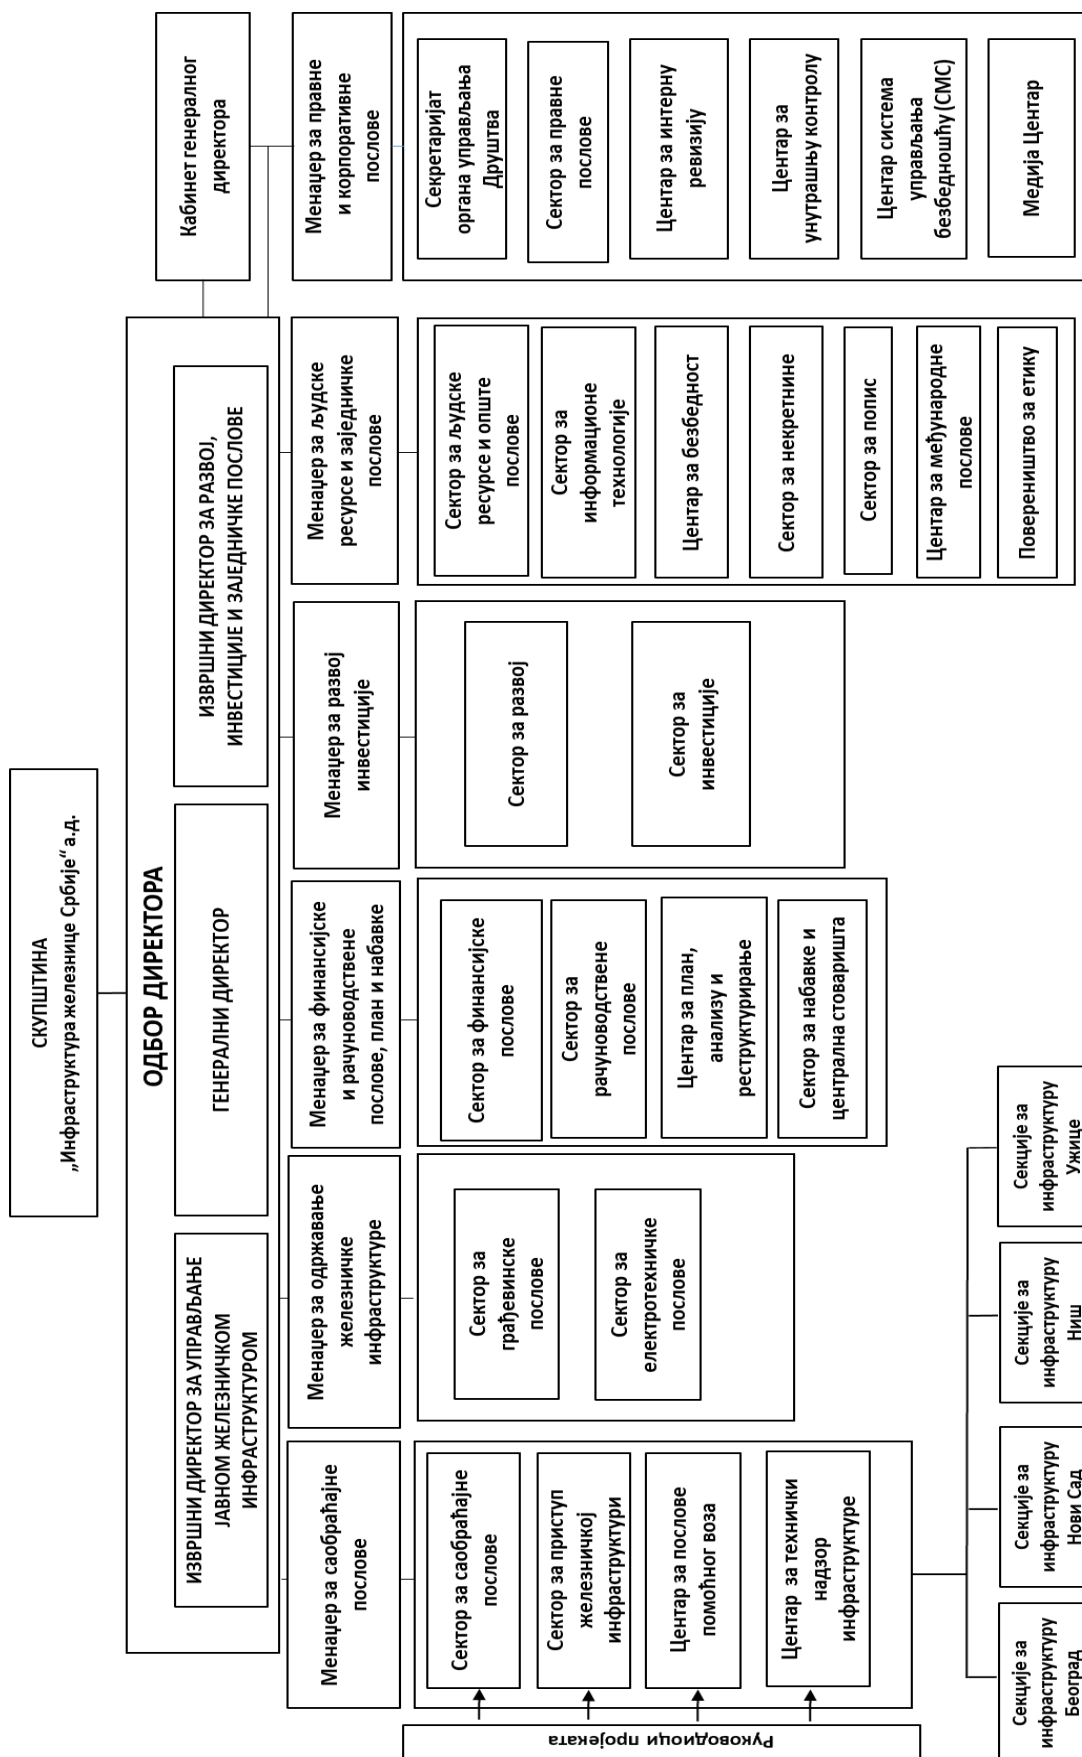 СКУПШТИНА
„Инфраструктура железнице Србије“ а.д.
ОДБОР ДИРЕКТОРА
ИЗВРШНИ ДИРЕКТОР ЗА УПРАВЉАЊЕ
ЈАВНОМ ЖЕЛЕЗНИЧКОМ
ИНФРАСТРУКТУРОМ
ГЕНЕРАЛНИ ДИРЕКТОР
ИЗВРШНИ ДИРЕКТОР ЗА РАЗВОЈ,
ИНВЕСТИЦИЈЕ И ЗАЈЕДНИЧКЕ ПОСЛОВЕ
Кабинет генералног
директора
Менаџер за саобраћајне
послове
Менаџер за одржавање
железничке
инфраструктуре
Менаџер за финансијске
и рачуноводствене
послове, план и набавке
Менаџер за развој
инвестиције
Менаџер за људске
ресурсе и заједничке
послове
Менаџер за правне
и корпоративне
послове
Руководиоци пројеката
Сектор за саобраћајне
послове
Сектор за приступ
железничкој
инфраструктури
Центар за послове
помоћног воза
Центар за технички
надзор
инфраструктуре
Сектор за
грађевинске
послове
Сектор за
електротехничке
послове
Сектор за финансијске
послове
Сектор за
рачуноводствене
послове
Центар за план,
анализу и
реструктурирање
Сектор за набавке и
централна стоваришта
Сектор за развој
Сектор за
инвестиције
Сектор за људске
ресурсе и опште
послове
Сектор за
информационе
технологије
Центар за безбедност
Сектор за некретнине
Сектор за попис
Центар за међународне
послове
Повереништво за етику
Секретаријат
органа управљања
Друштва
Сектор за правне
послове
Центар за интерну
ревизију
Центар за
унутрашњу контролу
Центар система
управљања
безбедношћу (СМС)
Медија Центар
Секције за
инфраструктуру
Београд
Секције за
инфраструктуру
Нови Сад
Секције за
инфраструктуру
Ниш
Секције за
инфраструктуру
Ужице